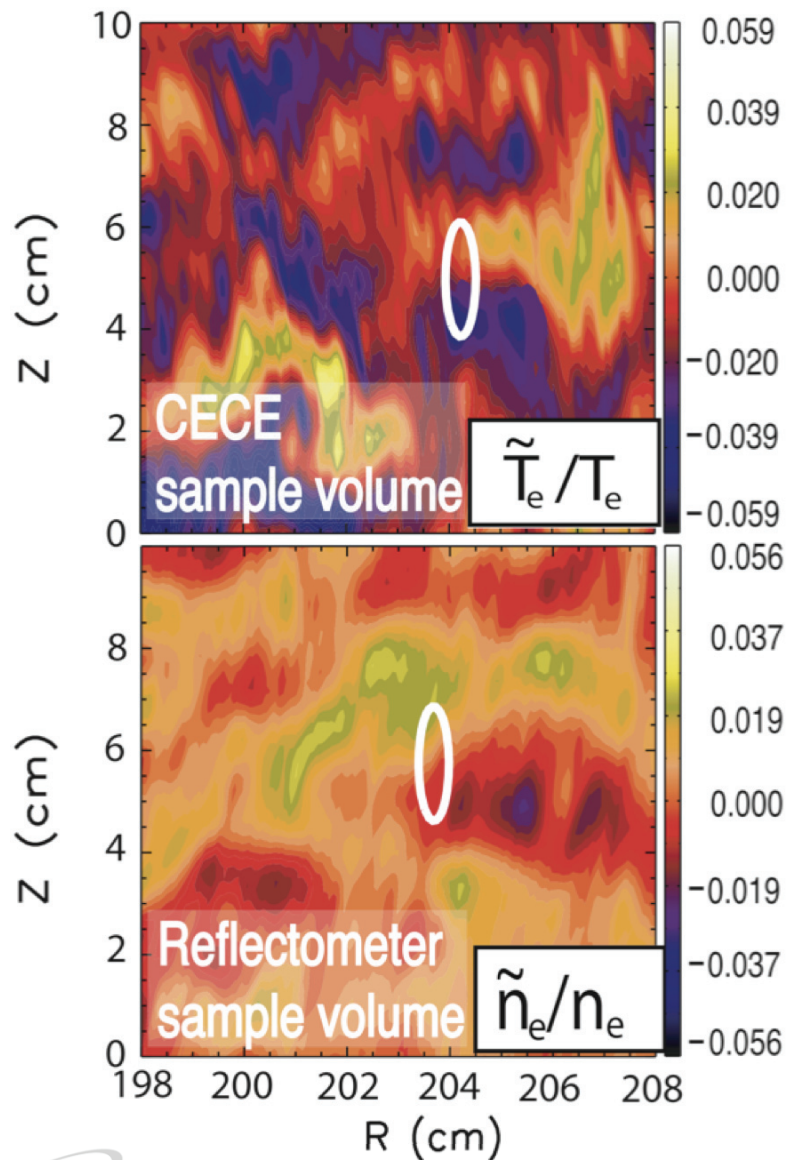 10
8
6
4
2
0
Z (cm)
CECE
sample volume
T̃e/Te
0.059
0.039
0.020
0.000
−0.020
−0.039
−0.059
8
6
4
2
0
Z (cm)
Reflectometer
sample volume
ñe/ne
0.056
0.037
0.019
0.000
−0.019
−0.037
−0.056
198 200 202 204 206 208
R (cm)